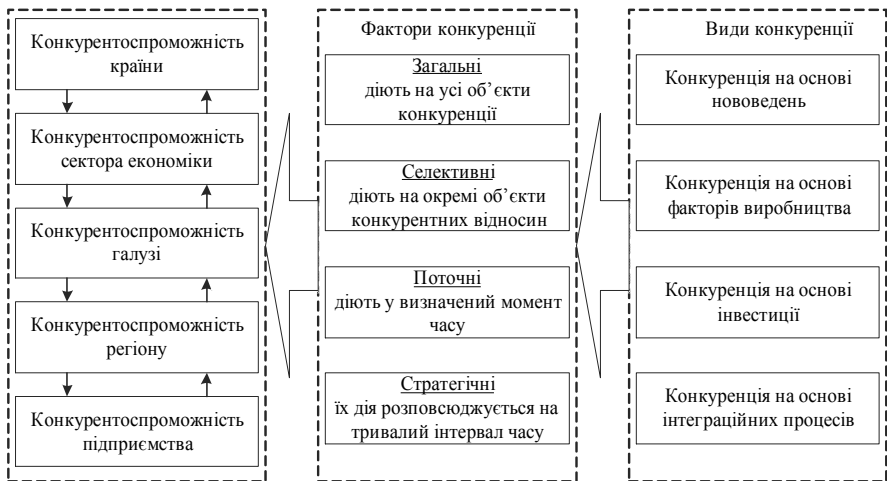 Конкурентоспроможність
країни
Конкурентоспроможність
сектора економіки
Конкурентоспроможність
галузі
Конкурентоспроможність
регіону
Конкурентоспроможність
підприємства
Фактори конкуренції
Загальні
діють на усі об’єкти
конкуренції
Селективні
діють на окремі об’єкти
конкурентних відносин
Поточні
діють у визначений момент
часу
Стратегічні
їх дія розповсюджується на
тривалий інтервал часу
Види конкуренції
Конкуренція на основі
нововедень
Конкуренція на основі
факторів виробництва
Конкуренція на основі
інвестиції
Конкуренція на основі
інтеграційних процесів